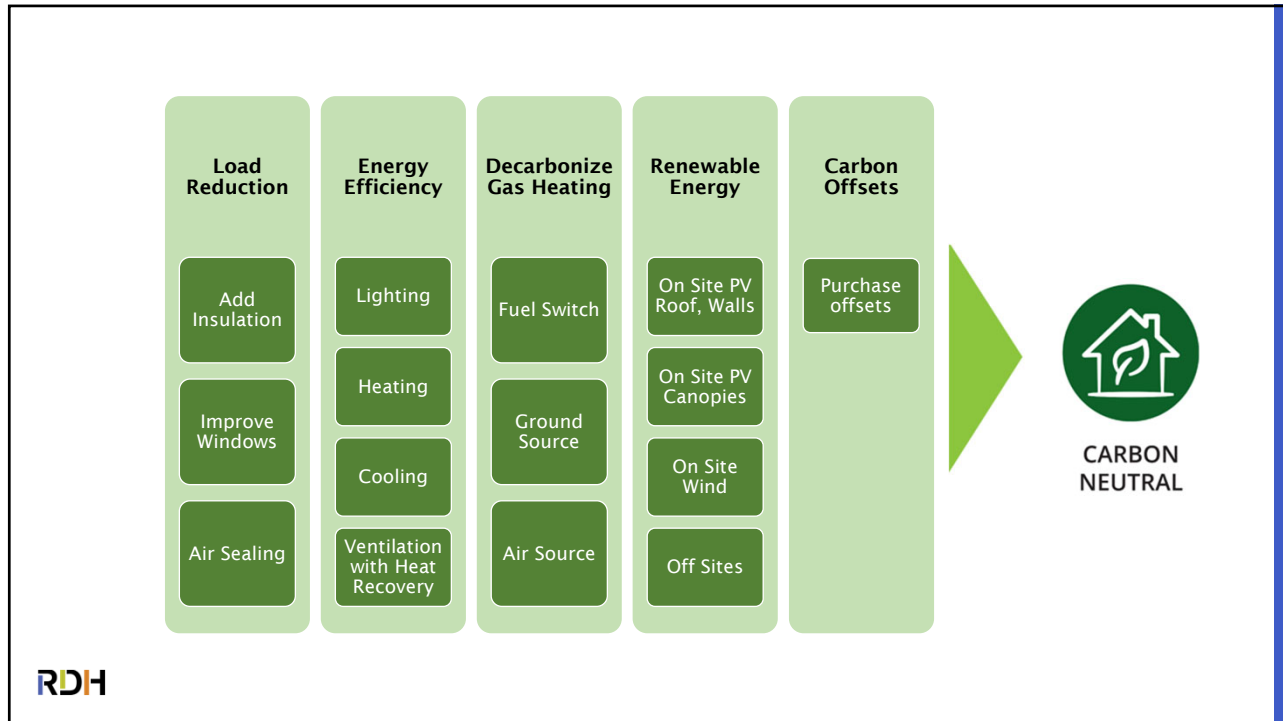 Load
Reduction
Add
Insulation
Improve
Windows
Air Sealing
Energy
Efficiency
Lighting
Heating
Cooling
Ventilation
with Heat
Recovery
Decarbonize
Gas Heating
Fuel Switch
Ground
Source
Air Source
Renewable
Energy
On Site PV
Roof, Walls
On Site PV
Canopies
On Site
Wind
Off Sites
Carbon
Offsets
Purchase
offsets
CARBON
NEUTRAL
RDH